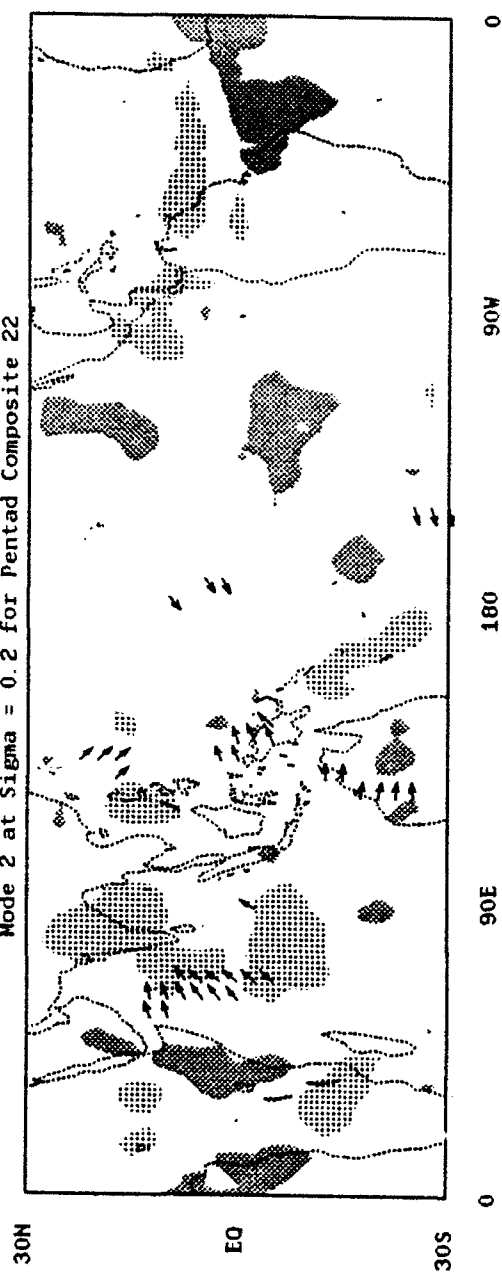 Mode 2 at Sigma = 0.2 for Pentad Composite 22
30N
EQ
30S
0
90E
180
90W
0